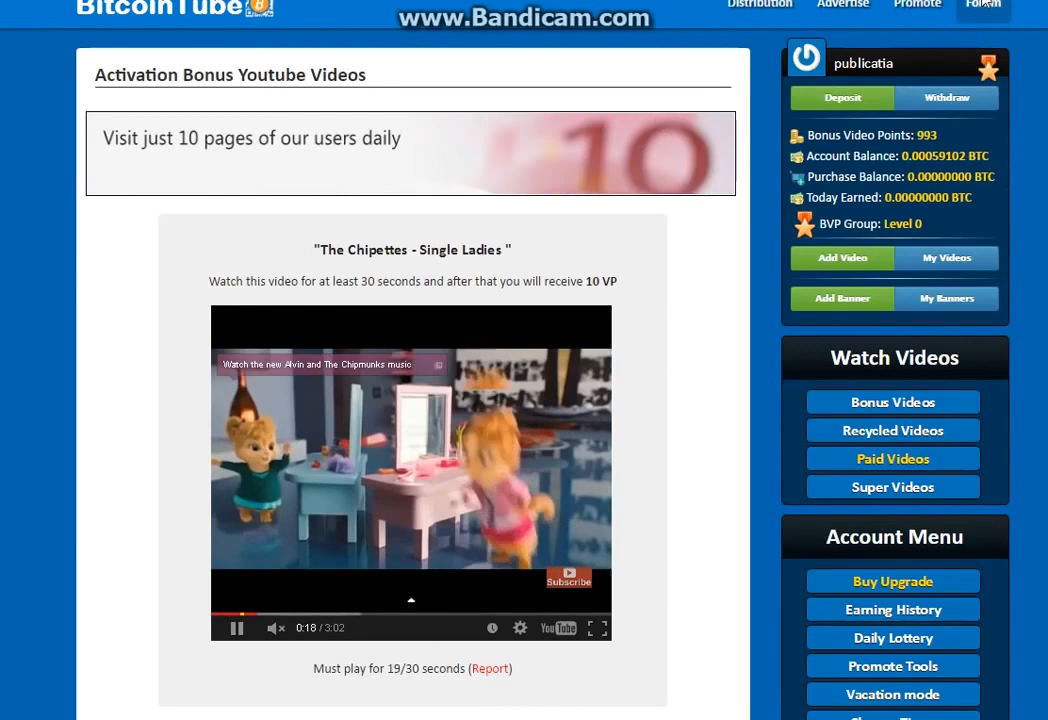 BitcoinTube
www.Bandicam.com
Distribution
Advertise
Promote
Forum
Activation Bonus Youtube Videos
Visit just 10 pages of our users daily
10
"The Chipettes - Single Ladies "
Watch this video for at least 30 seconds and after that you will receive 10 VP
Watch the new Alvin and The Chipmunks music
Subscribe
0:18 / 3:02
YouTube
Must play for 19/30 seconds (Report)
publicatia
Deposit
Withdraw
Bonus Video Points: 993
Account Balance: 0.00059102 BTC
Purchase Balance: 0.00000000 BTC
Today Earned: 0.00000000 BTC
BVP Group: Level 0
Add Video
My Videos
Add Banner
My Banners
Watch Videos
Bonus Videos
Recycled Videos
Paid Videos
Super Videos
Account Menu
Buy Upgrade
Earning History
Daily Lottery
Promote Tools
Vacation mode